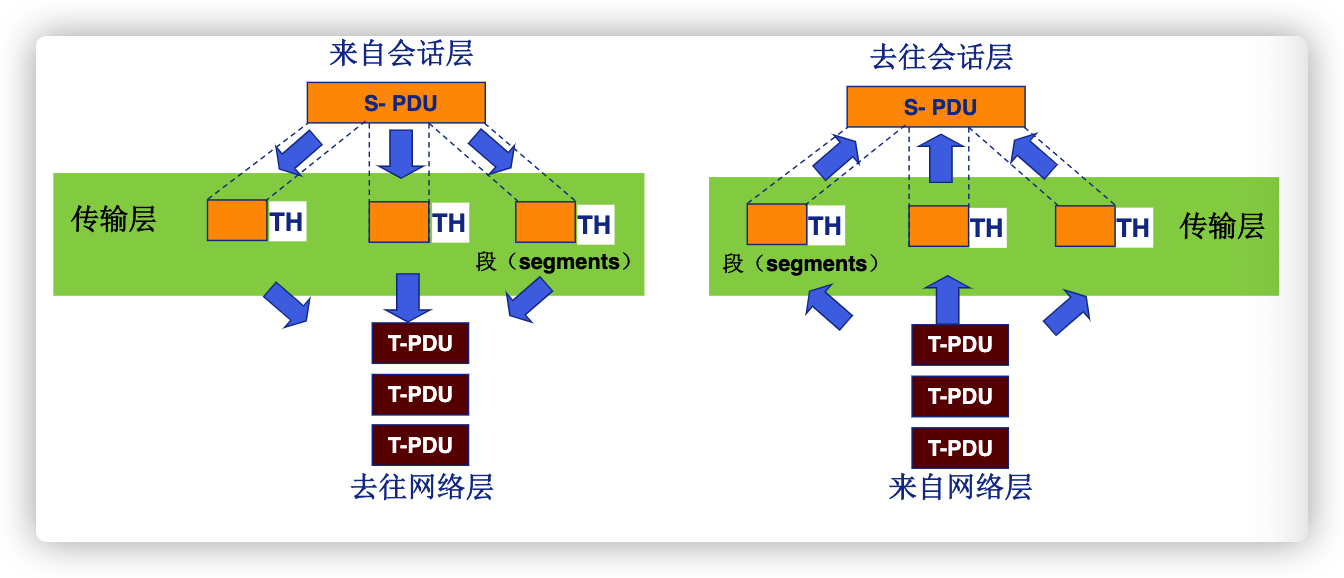 来自会话层
S- PDU
传输层
TH
TH
TH
段（segments）
T-PDU
T-PDU
T-PDU
去往网络层
去往会话层
S- PDU
TH
TH
TH
传输层
段（segments）
T-PDU
T-PDU
T-PDU
来自网络层